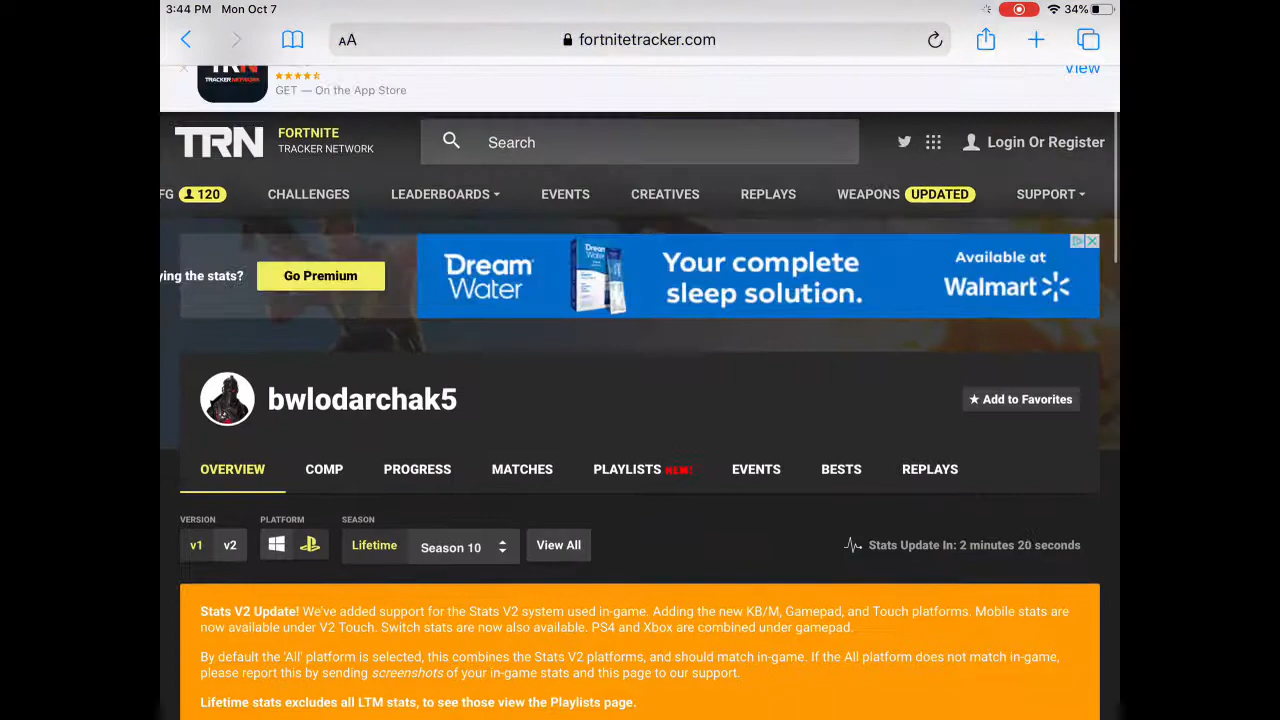 3:44 PM Mon Oct 7 34%
AA fortnitetracker.com
TRACKER NETWORK
GET — On the App Store
View
TRN FORTNITE TRACKER NETWORK Search Login Or Register
FG 120 CHALLENGES LEADERBOARDS EVENTS CREATIVES REPLAYS WEAPONS UPDATED SUPPORT
ying the stats? Go Premium
Dream Water
Your complete sleep solution.
Available at Walmart
bwlodarchak5 ★ Add to Favorites
OVERVIEW COMP PROGRESS MATCHES PLAYLISTS NEW! EVENTS BESTS REPLAYS
VERSION PLATFORM SEASON
v1 v2 Lifetime Season 10 View All Stats Update In: 2 minutes 20 seconds
Stats V2 Update! We've added support for the Stats V2 system used in-game. Adding the new KB/M, Gamepad, and Touch platforms. Mobile stats are
now available under V2 Touch. Switch stats are now also available. PS4 and Xbox are combined under gamepad.
By default the 'All' platform is selected, this combines the Stats V2 platforms, and should match in-game. If the All platform does not match in-game,
please report this by sending screenshots of your in-game stats and this page to our support.
Lifetime stats excludes all LTM stats, to see those view the Playlists page.